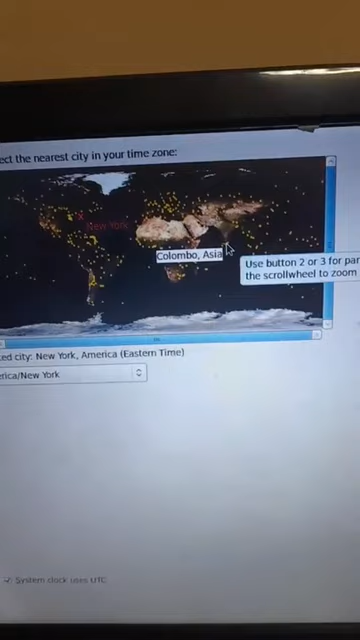 ect the nearest city in your time zone:
New York
Colombo, Asia
Use button 2 or 3 for par
the scrollwheel to zoom
ted city: New York, America (Eastern Time)
erica/New York
System clock uses UTC